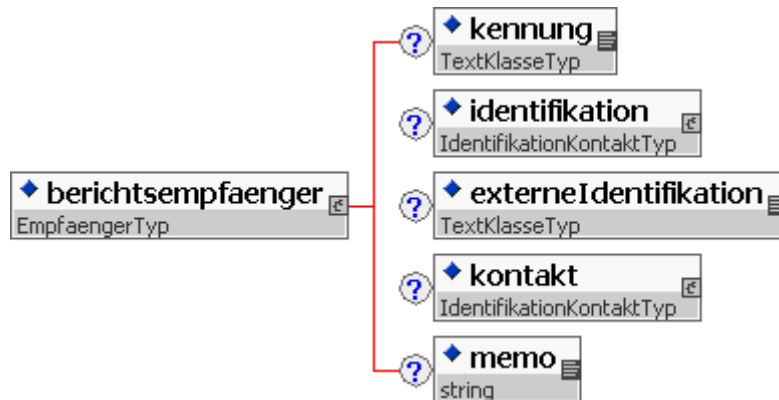 kennung
TextKlasseTyp
?
identifikation
IdentifikationKontaktTyp
?
berichtsempfaenger
EmpfaengerTyp
externeIdentifikation
TextKlasseTyp
?
kontakt
IdentifikationKontaktTyp
?
memo
string
?